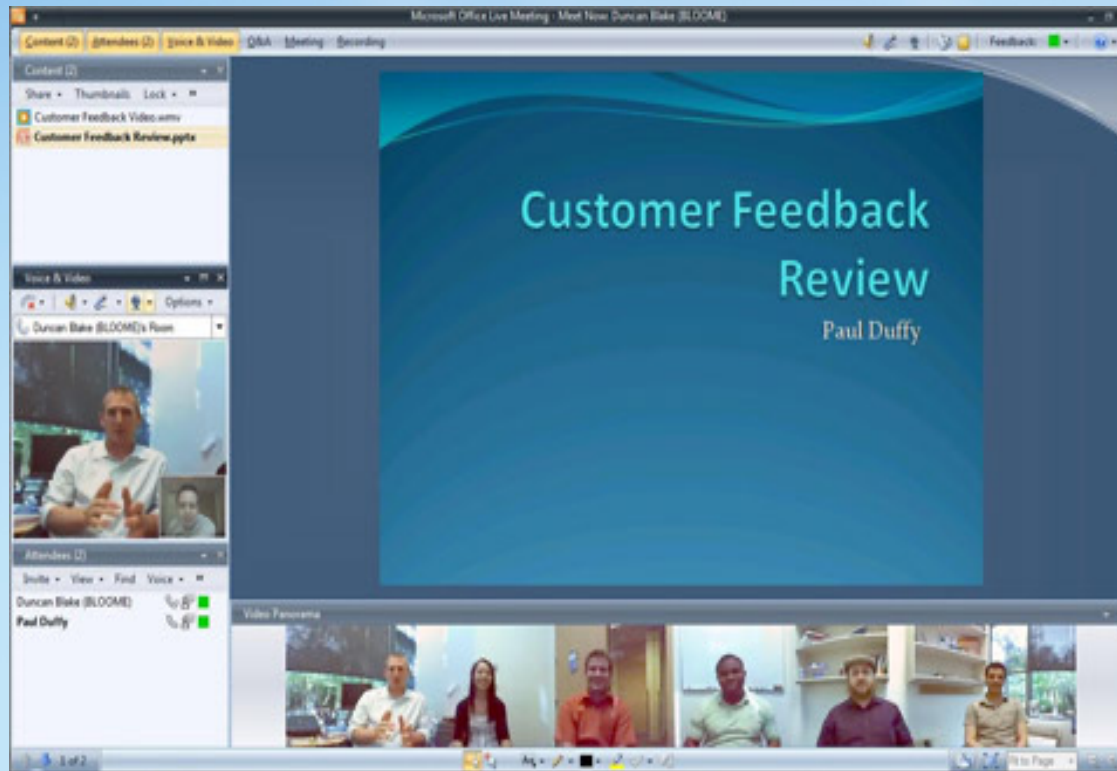 Microsoft Office Live Meeting - Meet Now: Duncan Blake (BLOOME)
Content (2) Attendees (2) Voice & Video Q&A Meeting Recording Feedback:
Content (2)
Share Thumbnails Lock
Customer Feedback Video.wmv
Customer Feedback Review.pptx
Customer Feedback
Review
Paul Duffy
Voice & Video
Options
Duncan Blake (BLOOME)'s Room
Attendees (2)
Invite View Find Voice
Duncan Blake (BLOOME)
Paul Duffy
Video Panorama
1 of 2
Fit to Page